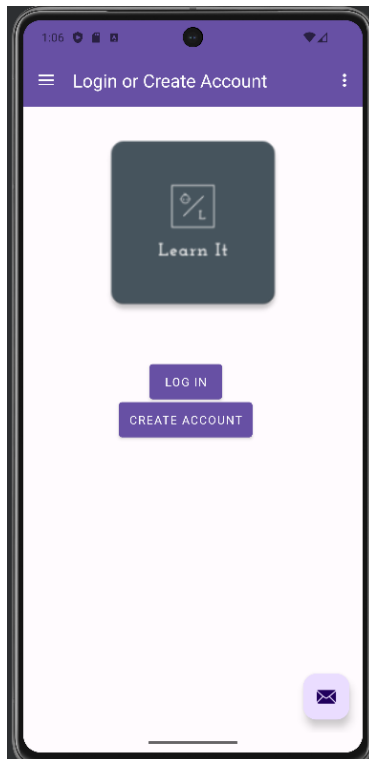 1:06
Login or Create Account
L
Learn It
LOG IN
CREATE ACCOUNT